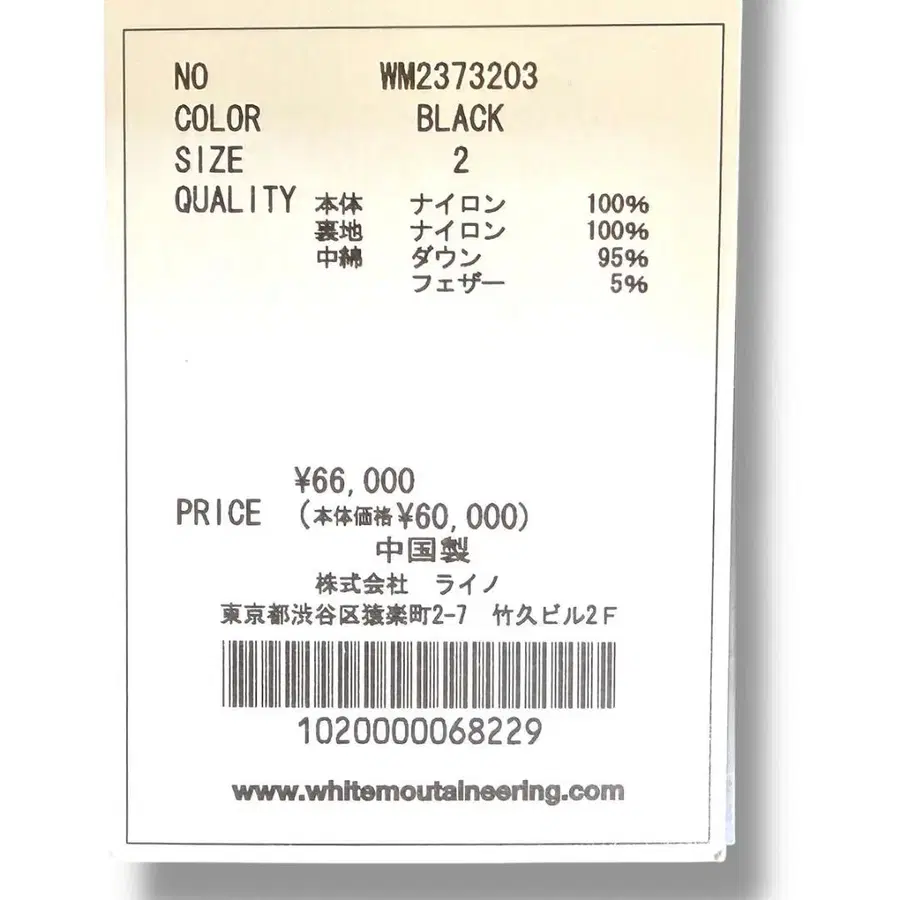 NO WM2373203
COLOR BLACK
SIZE 2
QUALITY 本体 ナイロン 100%
裏地 ナイロン 100%
中綿 ダウン 95%
フェザー 5%
¥66,000
PRICE (本体価格¥60,000)
中国製
株式会社 ライノ
東京都渋谷区猿楽町2-7 竹久ビル2F
1020000068229
www.whitemoutaineering.com